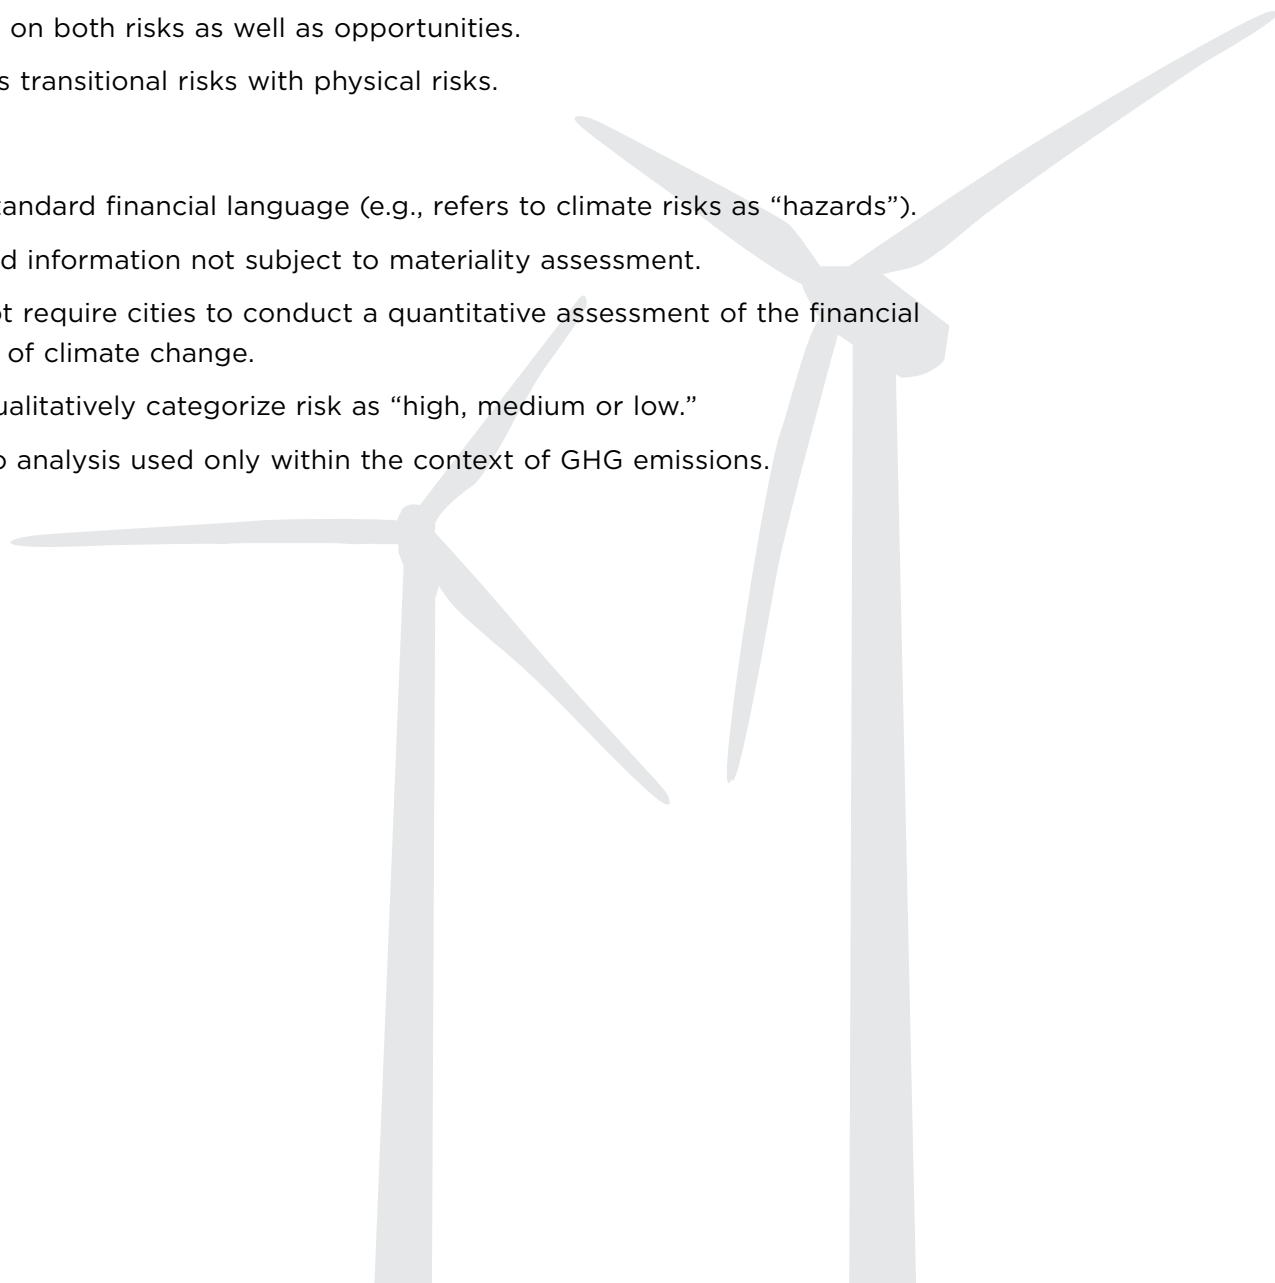 on both risks as well as opportunities.
s transitional risks with physical risks.
tandard financial language (e.g., refers to climate risks as “hazards”).
d information not subject to materiality assessment.
t require cities to conduct a quantitative assessment of the financial
of climate change.
ualitatively categorize risk as “high, medium or low.”
o analysis used only within the context of GHG emissions.